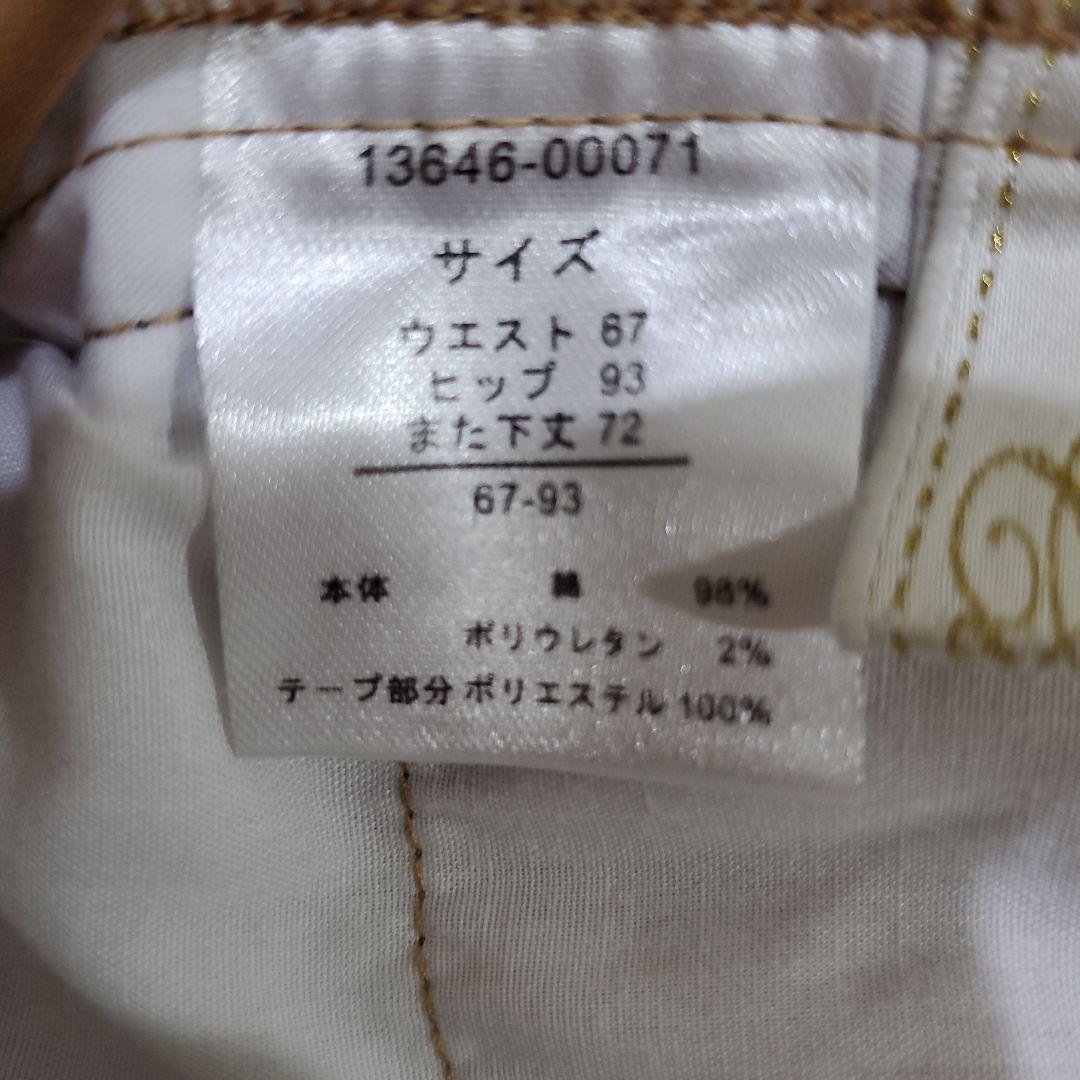 13646-00071
サイズ
ウエスト 67
ヒップ 93
また下丈 72
67-93
本体 綿 98%
ポリウレタン 2%
テープ部分 ポリエステル 100%